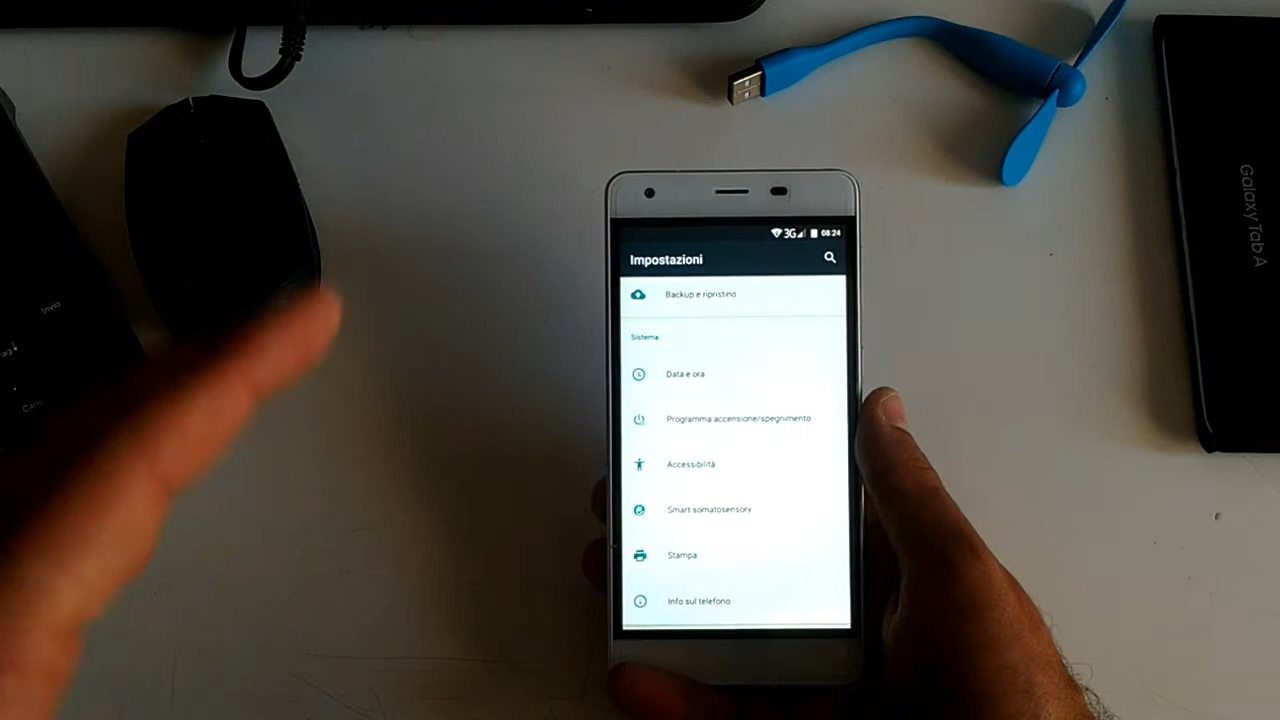 3G 08:24
Impostazioni
Backup e ripristino
Sistema
Data e ora
Programma accensione/spegnimento
Accessibilità
Smart somatosensory
Stampa
Info sul telefono
Galaxy Tab A
Invio
Canc